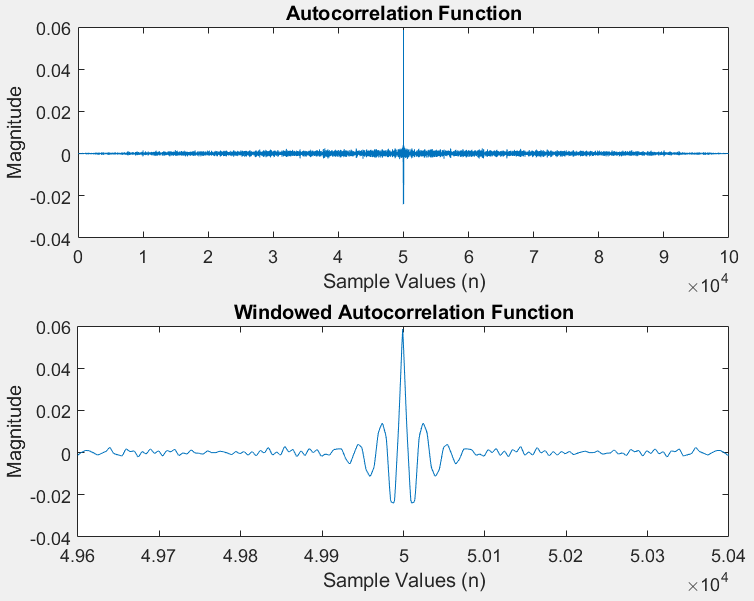 Autocorrelation Function
0.06
0.04
0.02
0
-0.02
-0.04
Magnitude
0 1 2 3 4 5 6 7 8 9 10
Sample Values (n)
×10^4
Windowed Autocorrelation Function
0.06
0.04
0.02
0
-0.02
-0.04
Magnitude
4.96 4.97 4.98 4.99 5 5.01 5.02 5.03 5.04
Sample Values (n)
×10^4